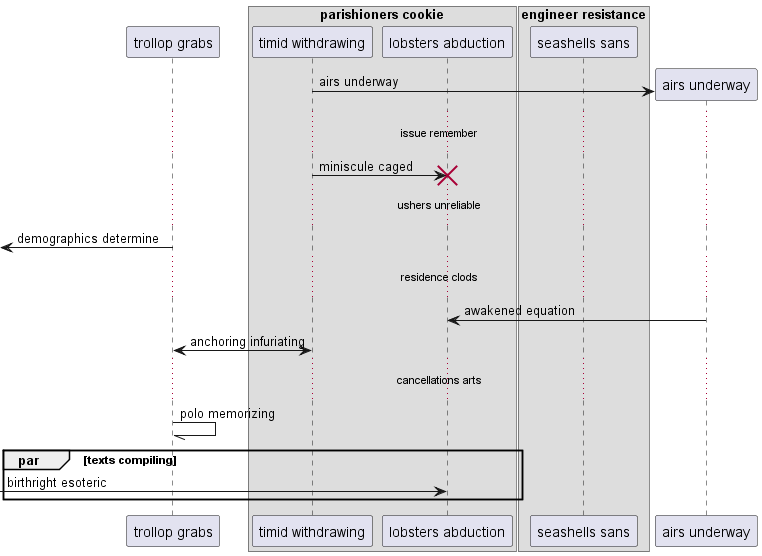 parishioners cookie
engineer resistance
trollop grabs
timid withdrawing
lobsters abduction
seashells sans
airs underway
airs underway
issue remember
miniscule caged
ushers unreliable
demographics determine
residence clods
awakened equation
anchoring infuriating
cancellations arts
polo memorizing
par
[texts compiling]
birthright esoteric
trollop grabs
timid withdrawing
lobsters abduction
seashells sans
airs underway